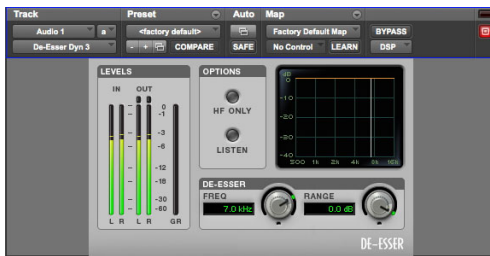 Track Preset Auto Map
Audio 1 a <factory default> Factory Default Map BYPASS
De-Esser Dyn 3 - + COMPARE SAFE No Control LEARN DSP
LEVELS
IN OUT
0
-1
-3
-6
-12
-18
-30
-60
L R L R GR
OPTIONS
HF ONLY
LISTEN
dB
0
-10
-20
-30
-40
500 1k 2k 4k 8k 16k
DE-ESSER
FREQ RANGE
7.0 kHz 0.0 dB
DE-ESSER